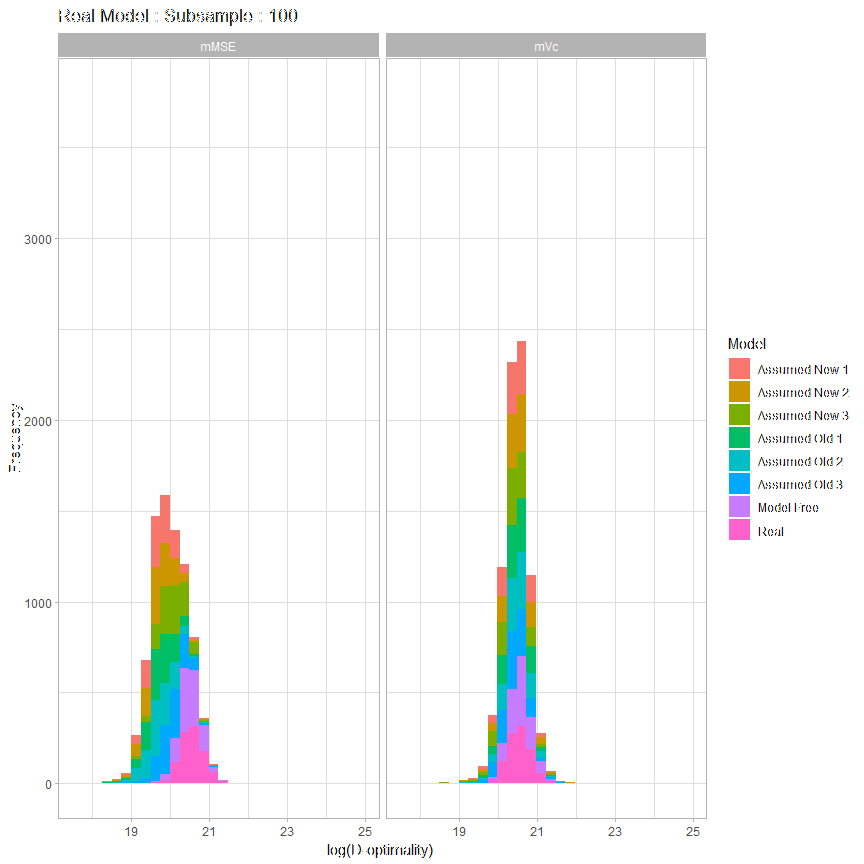 Real Model : Subsample : 100
mMSE
mVc
3000
2000
1000
0
Frequency
19 21 23 25
19 21 23 25
log(D-optimality)
Model
Assumed New 1
Assumed New 2
Assumed New 3
Assumed Old 1
Assumed Old 2
Assumed Old 3
Model Free
Real